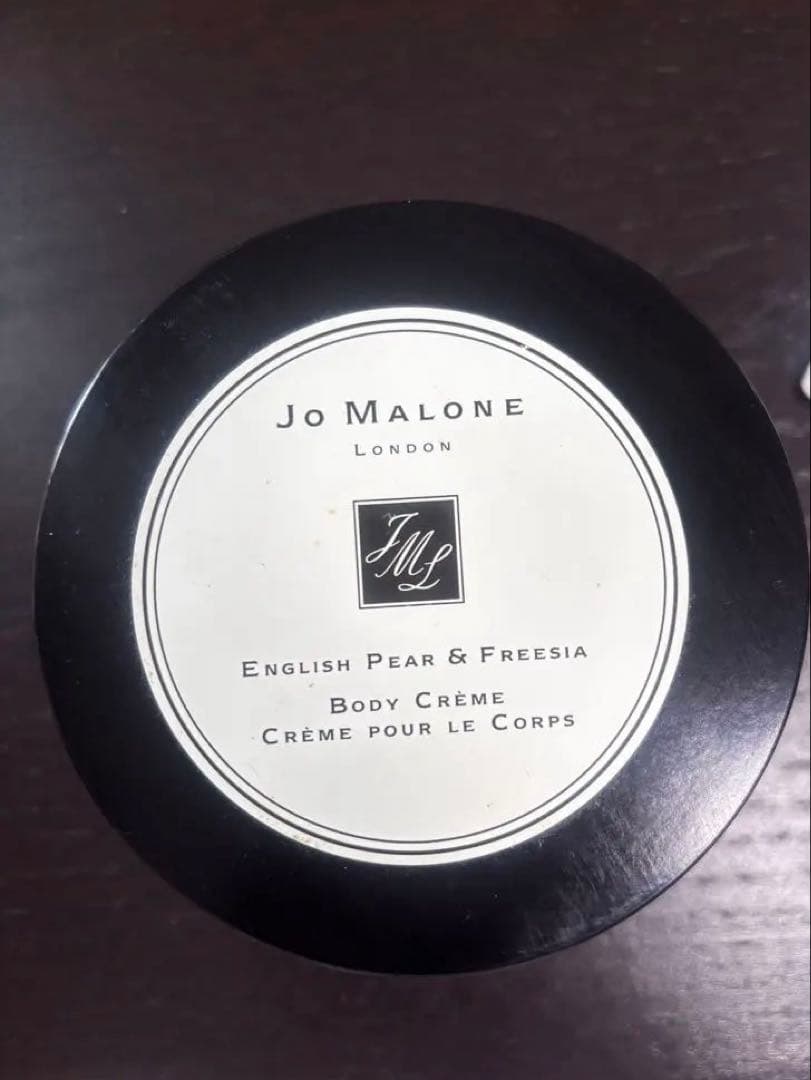 Jo Malone
London
JML
English Pear & Freesia
Body Crème
Crème pour le Corps